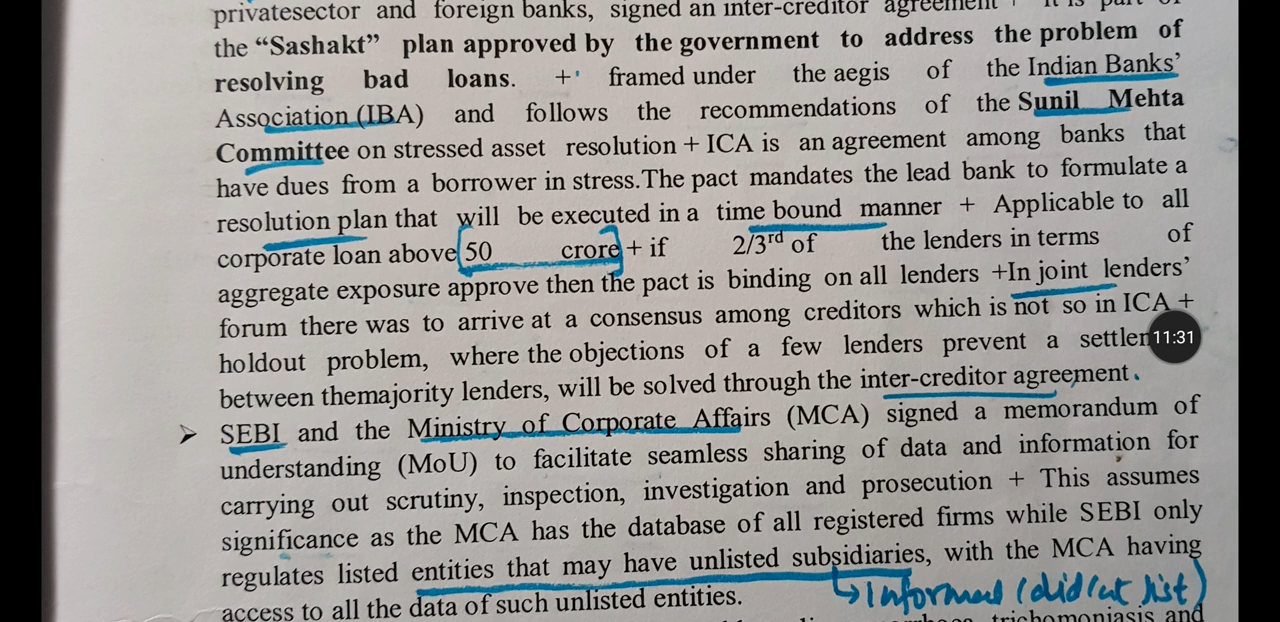 privatesector and foreign banks, signed an inter-creditor agreement + It is part of
the “Sashakt” plan approved by the government to address the problem of
resolving bad loans. + framed under the aegis of the Indian Banks’
Association (IBA) and follows the recommendations of the Sunil Mehta
Committee on stressed asset resolution + ICA is an agreement among banks that
have dues from a borrower in stress.The pact mandates the lead bank to formulate a
resolution plan that will be executed in a time bound manner + Applicable to all
corporate loan above 50 crore + if 2/3rd of the lenders in terms of
aggregate exposure approve then the pact is binding on all lenders +In joint lenders’
forum there was to arrive at a consensus among creditors which is not so in ICA +
holdout problem, where the objections of a few lenders prevent a
11:31
between themajority lenders, will be solved through the inter-creditor agreement.
➢ SEBI and the Ministry of Corporate Affairs (MCA) signed a memorandum of
understanding (MoU) to facilitate seamless sharing of data and information for
carrying out scrutiny, inspection, investigation and prosecution + This assumes
significance as the MCA has the database of all registered firms while SEBI only
regulates listed entities that may have unlisted subsidiaries, with the MCA having
access to all the data of such unlisted entities.
trichomoniasis and